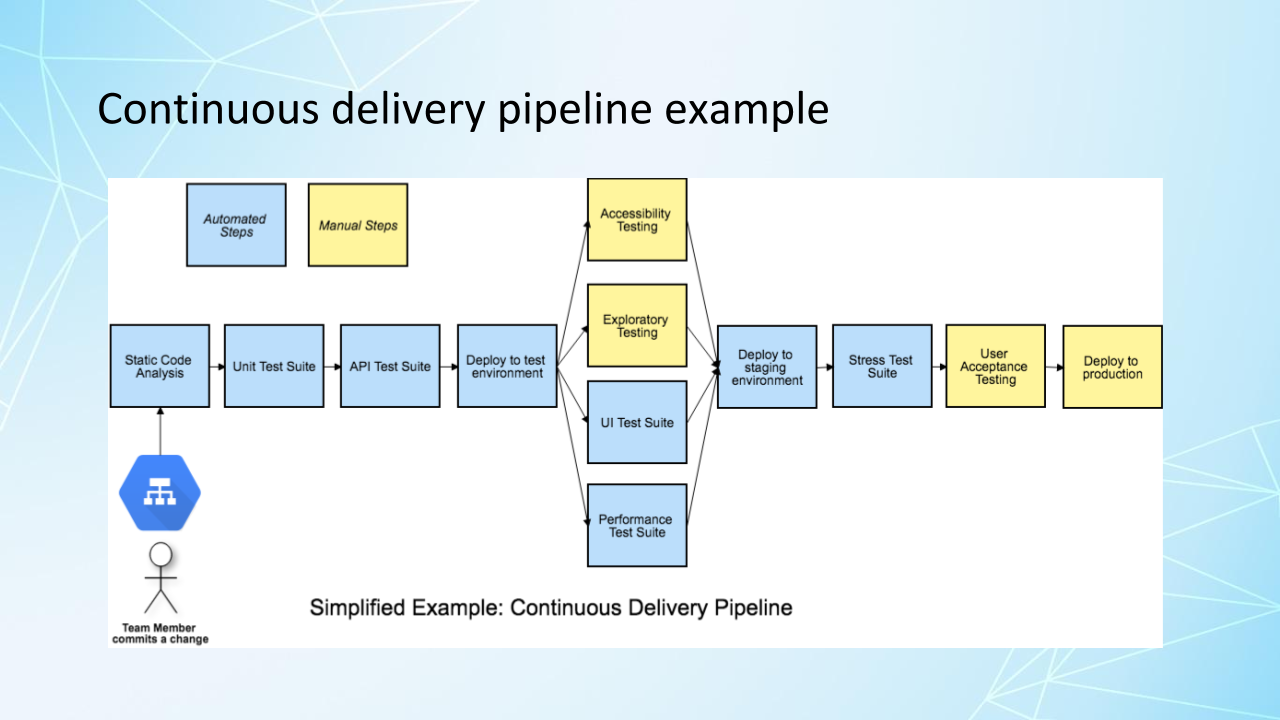 Continuous delivery pipeline example
Automated
Steps
Manual Steps
Accessibility
Testing
Exploratory
Testing
Static Code
Analysis
Unit Test Suite
API Test Suite
Deploy to test
environment
UI Test Suite
Performance
Test Suite
Deploy to
staging
environment
Stress Test
Suite
User
Acceptance
Testing
Deploy to
production
Team Member
commits a change
Simplified Example: Continuous Delivery Pipeline